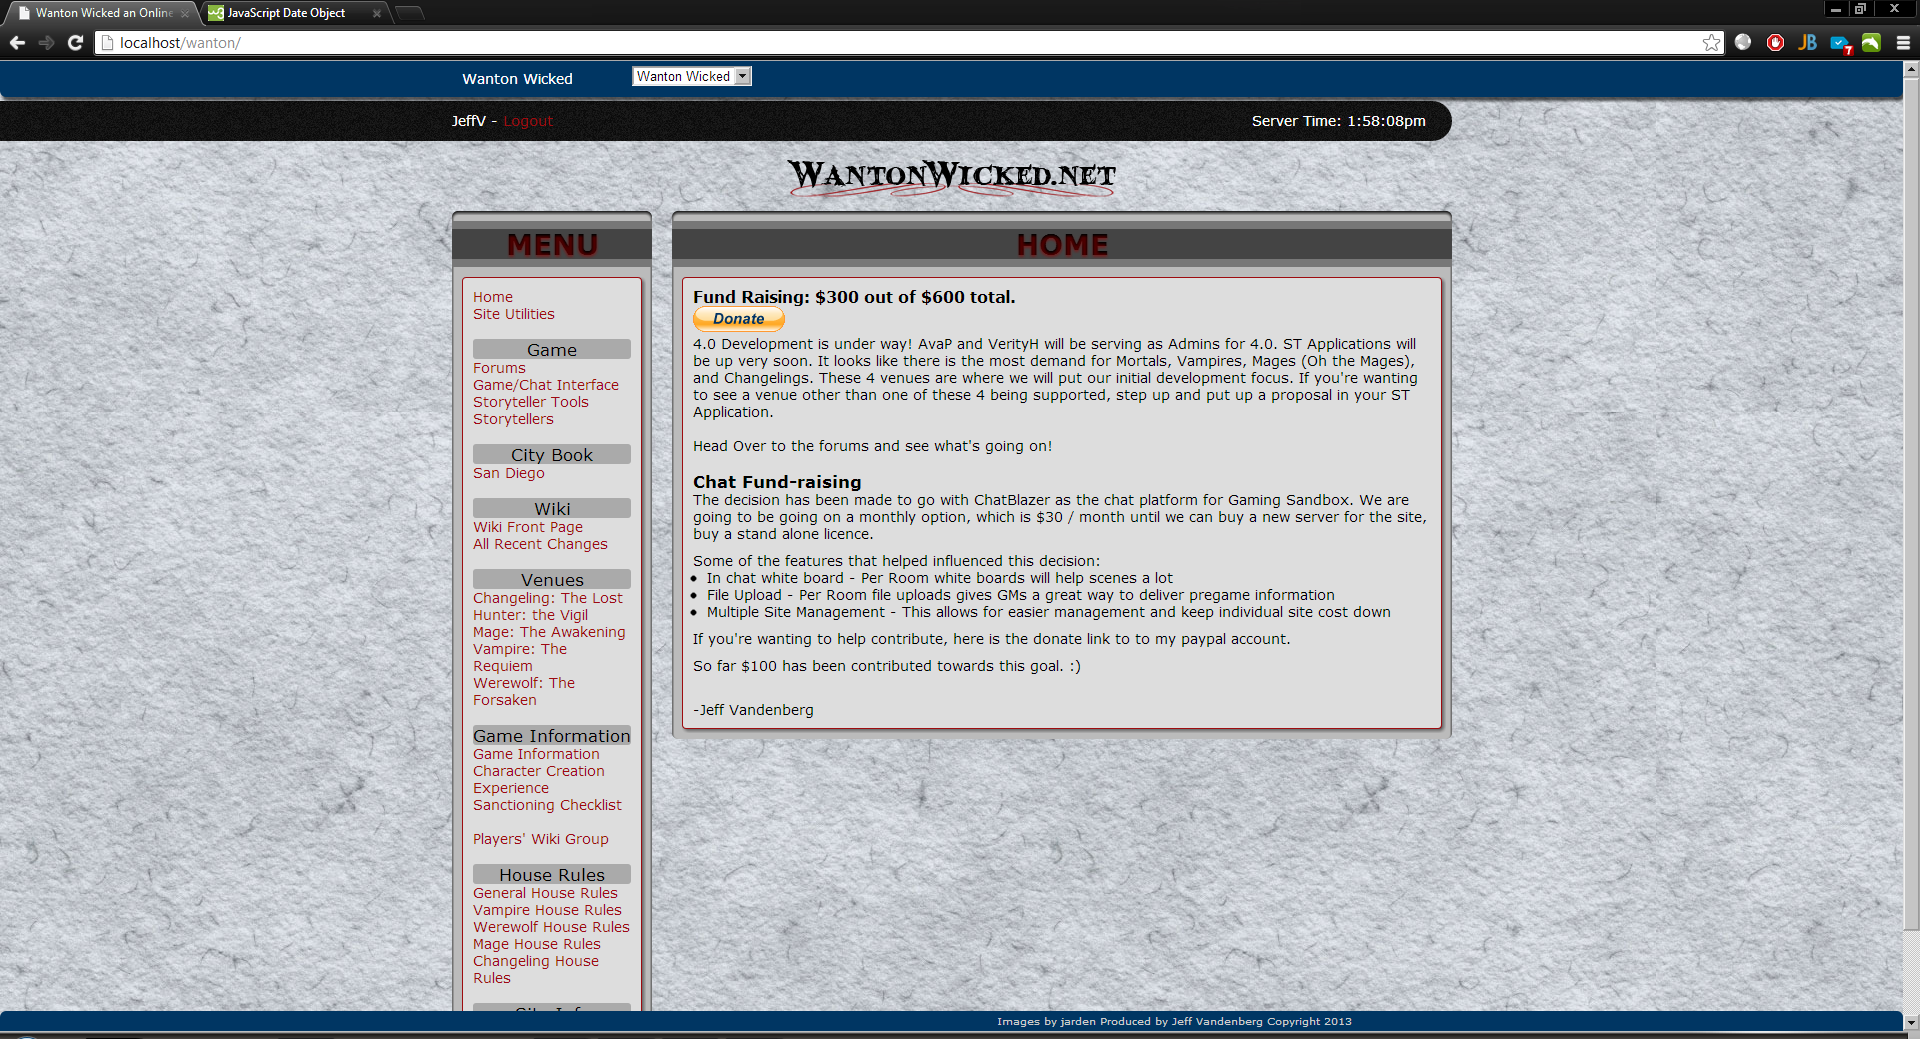 Wanton Wicked an Online
JavaScript Date Object
localhost/wanton/
JB
7
Wanton Wicked
Wanton Wicked
JeffV - Logout
Server Time: 1:58:08pm
WantonWicked.net
MENU
Home
Site Utilities
Game
Forums
Game/Chat Interface
Storyteller Tools
Storytellers
City Book
San Diego
Wiki
Wiki Front Page
All Recent Changes
Venues
Changeling: The Lost
Hunter: the Vigil
Mage: The Awakening
Vampire: The
Requiem
Werewolf: The
Forsaken
Game Information
Game Information
Character Creation
Experience
Sanctioning Checklist
Players' Wiki Group
House Rules
General House Rules
Vampire House Rules
Werewolf House Rules
Mage House Rules
Changeling House
Rules
HOME
Fund Raising: $300 out of $600 total.
Donate
4.0 Development is under way! AvaP and VerityH will be serving as Admins for 4.0. ST Applications will
be up very soon. It looks like there is the most demand for Mortals, Vampires, Mages (Oh the Mages),
and Changelings. These 4 venues are where we will put our initial development focus. If you're wanting
to see a venue other than one of these 4 being supported, step up and put up a proposal in your ST
Application.
Head Over to the forums and see what's going on!
Chat Fund-raising
The decision has been made to go with ChatBlazer as the chat platform for Gaming Sandbox. We are
going to be going on a monthly option, which is $30 / month until we can buy a new server for the site,
buy a stand alone licence.
Some of the features that helped influenced this decision:
• In chat white board - Per Room white boards will help scenes a lot
• File Upload - Per Room file uploads gives GMs a great way to deliver pregame information
• Multiple Site Management - This allows for easier management and keep individual site cost down
If you're wanting to help contribute, here is the donate link to to my paypal account.
So far $100 has been contributed towards this goal. :)
-Jeff Vandenberg
Images by jarden Produced by Jeff Vandenberg Copyright 2013